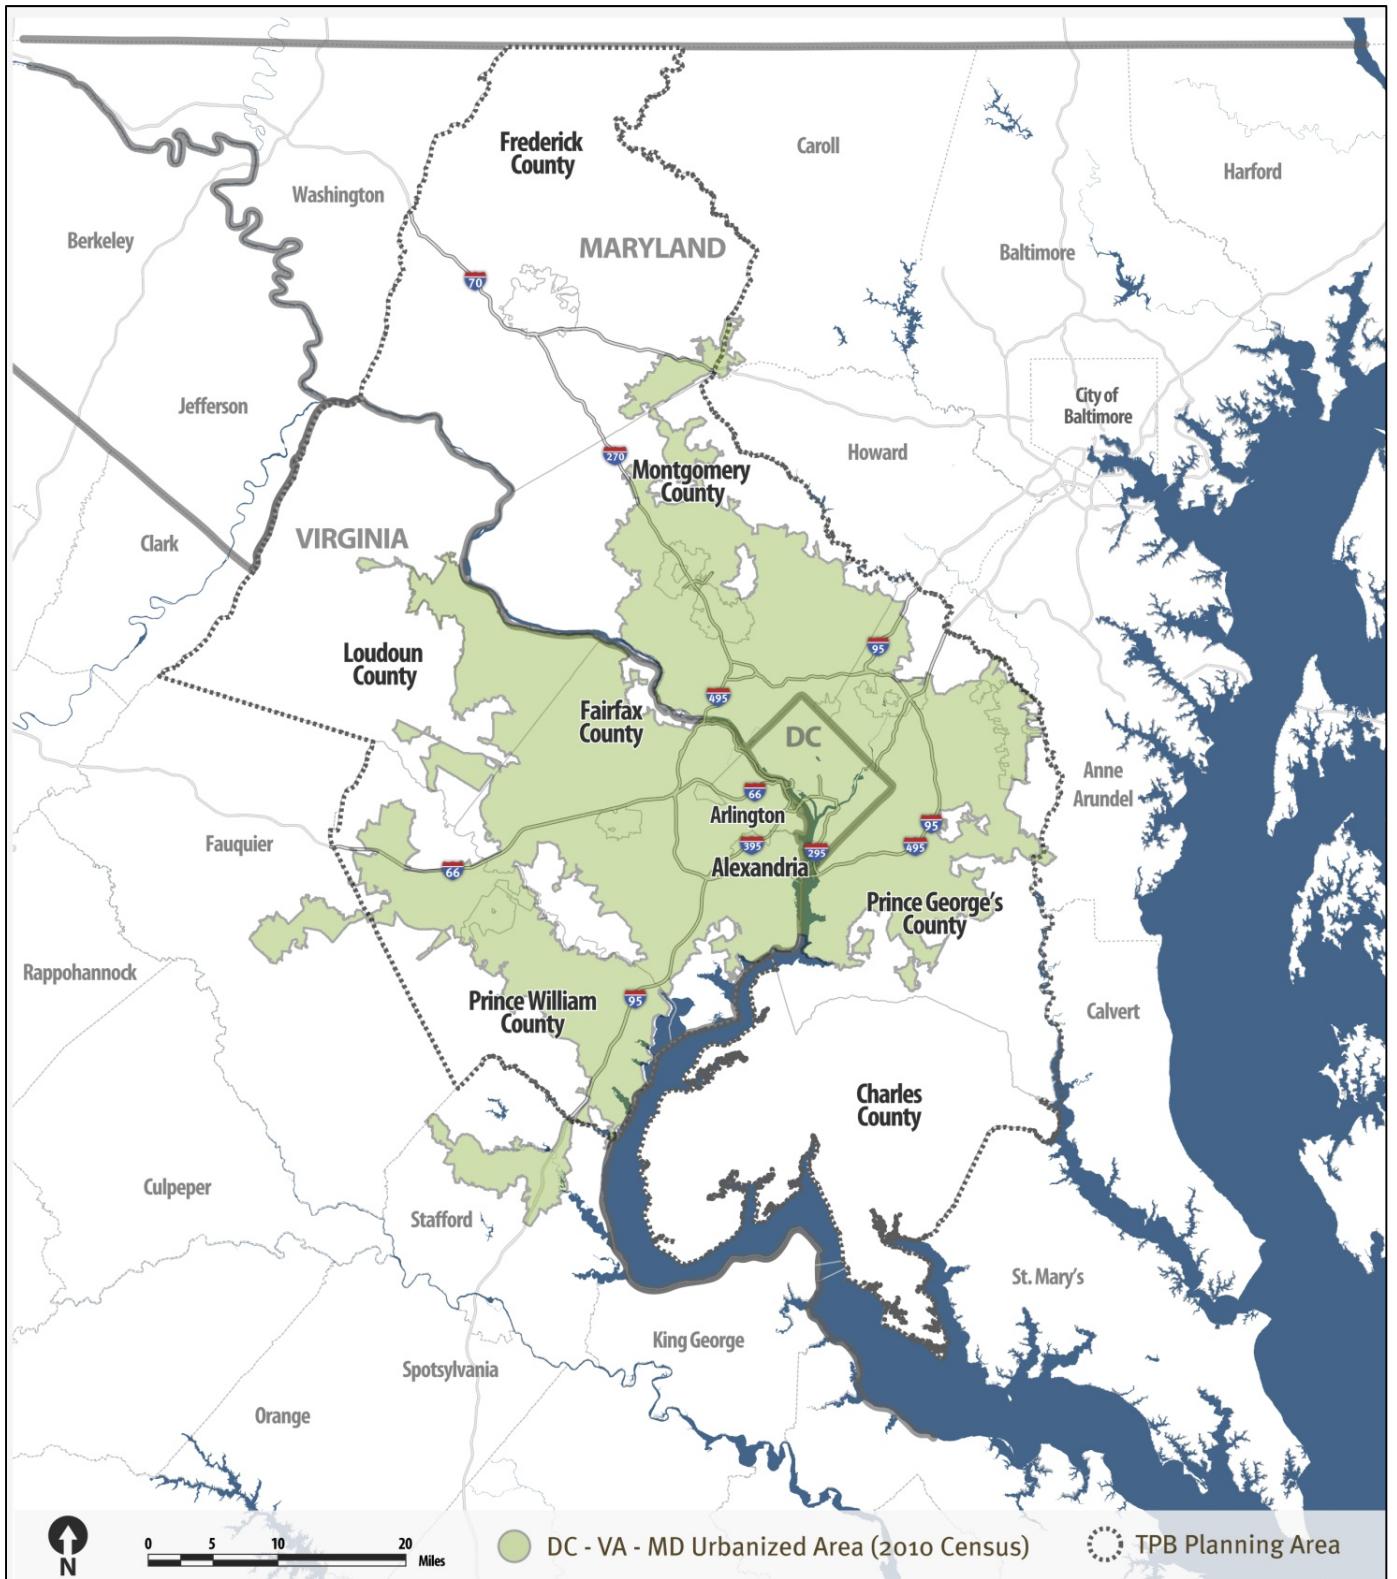 Frederick
County
Caroll
Harford
Washington
Berkeley
MARYLAND
Baltimore
70
Jefferson
City of
Baltimore
270
Montgomery
County
Howard
Clark
VIRGINIA
Loudoun
County
95
495
Fairfax
County
DC
Anne
Arundel
66
Arlington
95
Fauquier
395
Alexandria
295
495
66
Prince George's
County
Rappohannock
Prince William
County
95
Calvert
Charles
County
Culpeper
Stafford
St. Mary's
King George
Spotsylvania
Orange
N
0 5 10 20
Miles
DC - VA - MD Urbanized Area (2010 Census)
TPB Planning Area